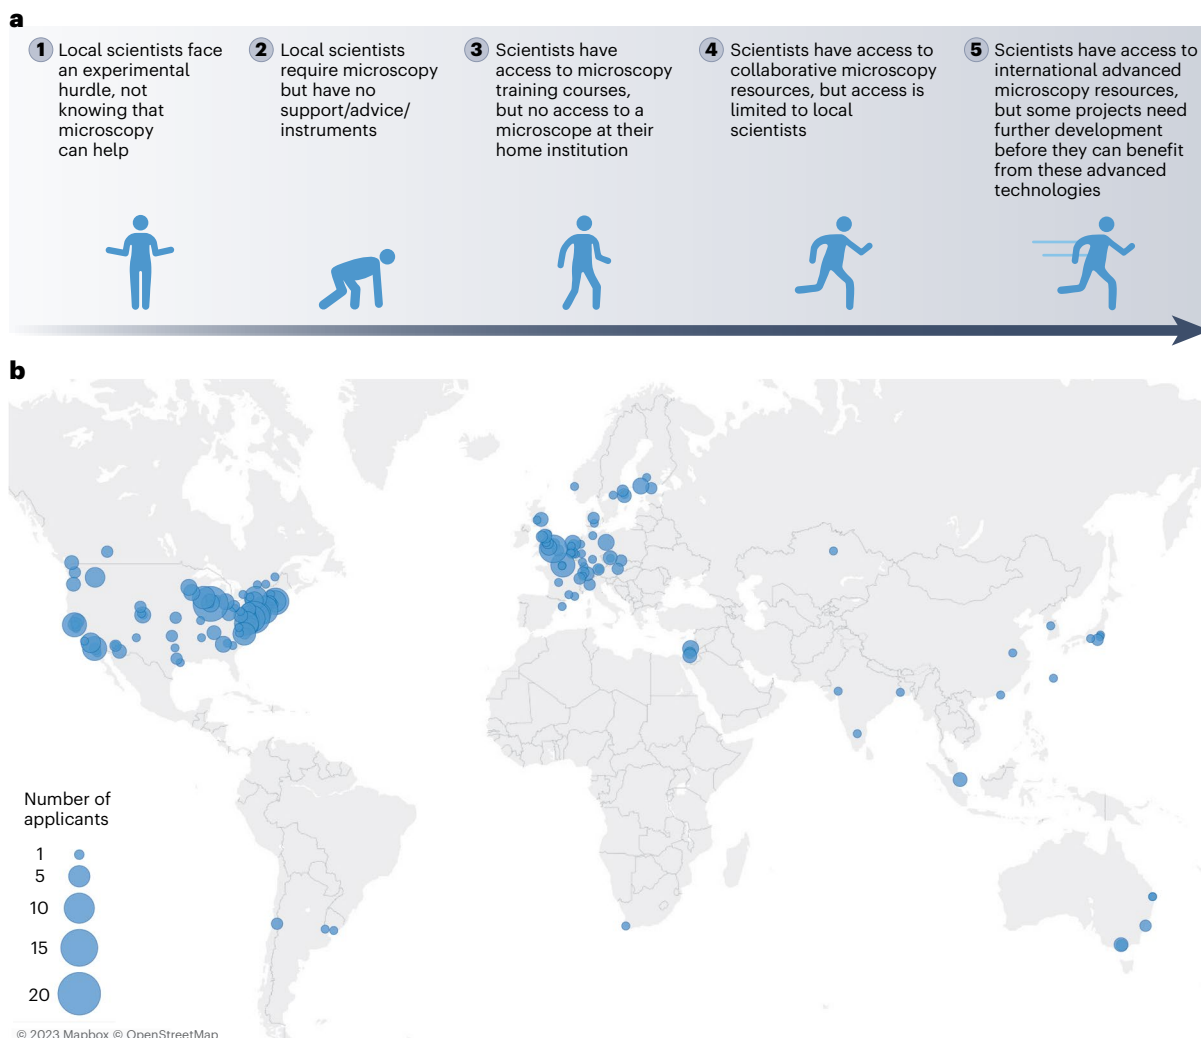 a
1 Local scientists face
an experimental
hurdle, not
knowing that
microscopy
can help
2 Local scientists
require microscopy
but have no
support/advice/
instruments
3 Scientists have
access to microscopy
training courses,
but no access to a
microscope at their
home institution
4 Scientists have access to
collaborative microscopy
resources, but access is
limited to local
scientists
5 Scientists have access to
international advanced
microscopy resources,
but some projects need
further development
before they can benefit
from these advanced
technologies
b
Number of
applicants
1
5
10
15
20
© 2023 Mapbox © OpenStreetMap